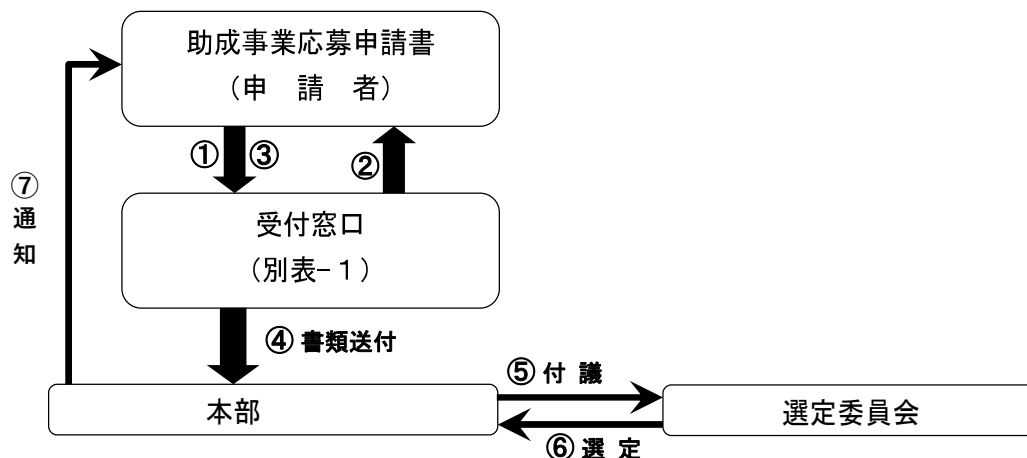 助成事業応募申請書
（申　請　者）
①
③
②
⑦
通
知
受付窓口
（別表－１）
④ 書類送付
⑤ 付 議
本部
選定委員会
⑥ 選 定